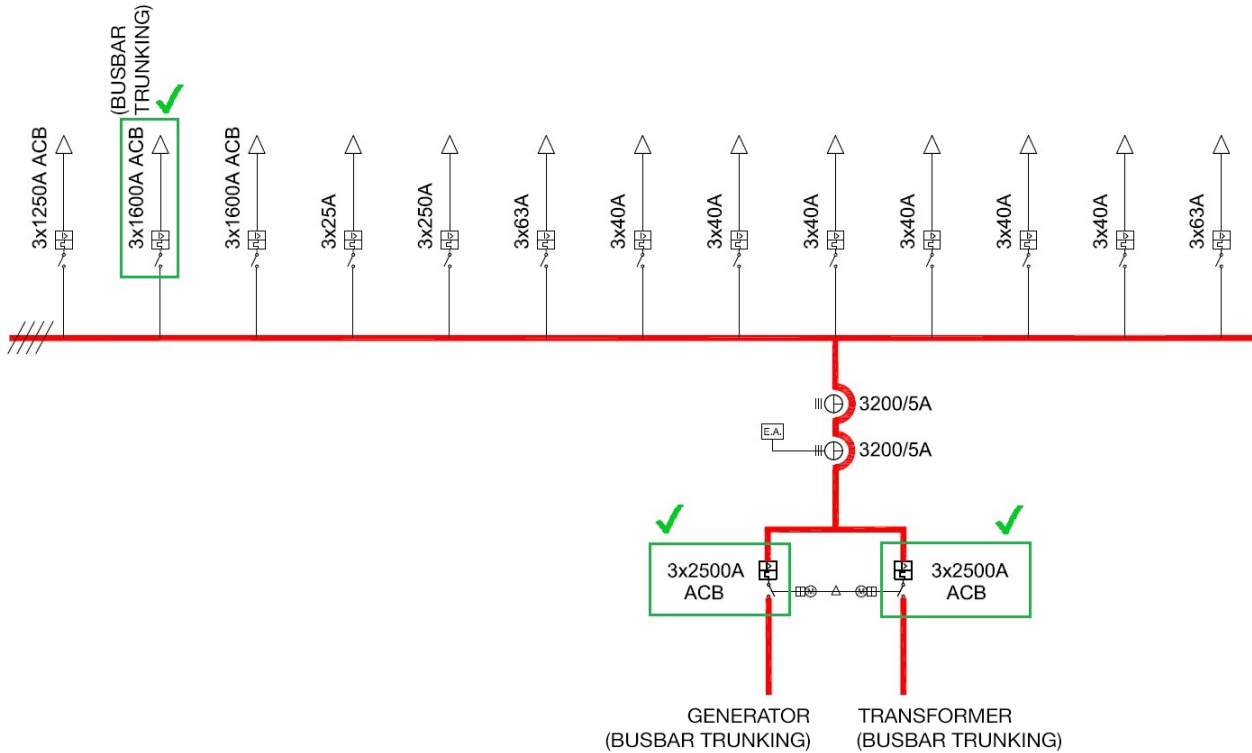 (BUSBAR
TRUNKING)
3x1250A ACB
3x1600A ACB
3x1600A ACB
3x25A
3x250A
3x63A
3x40A
3x40A
3x40A
3x40A
3x40A
3x40A
3x63A
3200/5A
E.A.
3200/5A
3x2500A
ACB
M
M
3x2500A
ACB
GENERATOR
(BUSBAR TRUNKING)
TRANSFORMER
(BUSBAR TRUNKING)